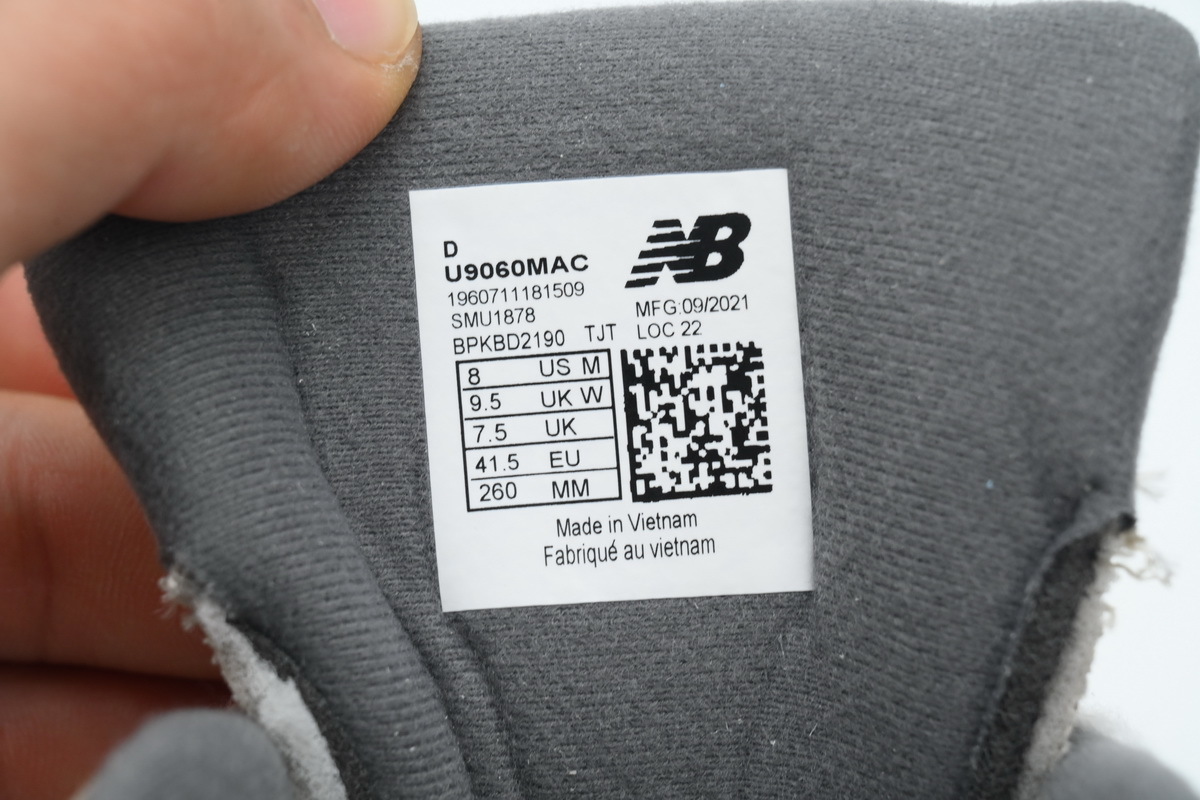 D
U9060MAC
NB
1960711181509
SMU1878
BPKBD2190 TJT
MFG:09/2021
LOC 22
8 US M
9.5 UK W
7.5 UK
41.5 EU
260 MM
Made in Vietnam
Fabriqué au vietnam